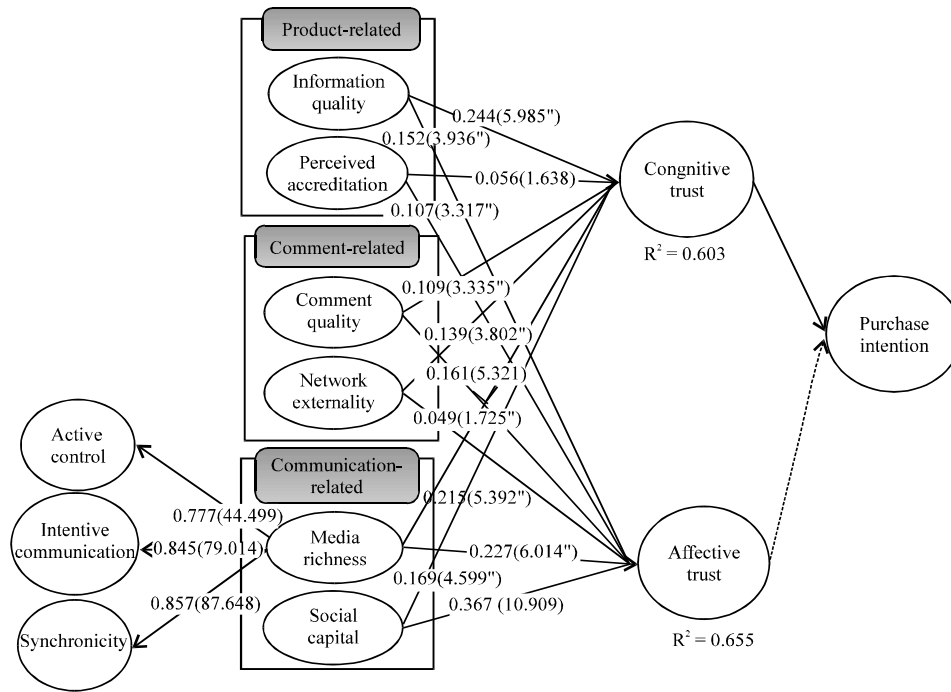 Product-related
Information
quality
0.244(5.985")
0.152(3.936")
Perceived
accreditation
0.056(1.638)
0.107(3.317")
Congnitive
trust
R² = 0.603
Comment-related
Comment
quality
0.109(3.335")
0.139(3.802")
Network
externality
0.161(5.321)
0.049(1.725")
Purchase
intention
Active
control
Communication-
related
0.777(44.499)
0.215(5.392")
Intentive
communication
0.845(79.014)
Media
richness
0.227(6.014")
0.169(4.599")
Affective
trust
0.857(87.648)
0.367 (10.909)
Synchronicity
Social
capital
R² = 0.655